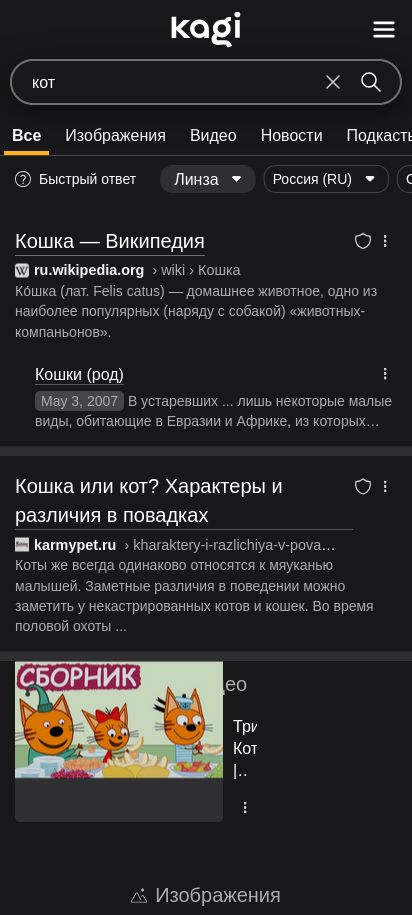 kagi
кот
Все Изображения Видео Новости Подкасты
Быстрый ответ Линза Россия (RU)
Кошка — Википедия
ru.wikipedia.org › wiki › Кошка
Ко́шка (лат. Felis catus) — домашнее животное, одно из
наиболее популярных (наряду с собакой) «животных-
компаньонов».
Кошки (род)
May 3, 2007 В устаревших ... лишь некоторые малые
виды, обитающие в Евразии и Африке, из которых…
Кошка или кот? Характеры и
различия в повадках
karmypet.ru › kharaktery-i-razlichiya-v-pova…
Коты же всегда одинаково относятся к мяуканью
малышей. Заметные различия в поведении можно
заметить у некастрированных котов и кошек. Во время
половой охоты ...
СБОРНИК
део
Три
Кот
|…
Изображения